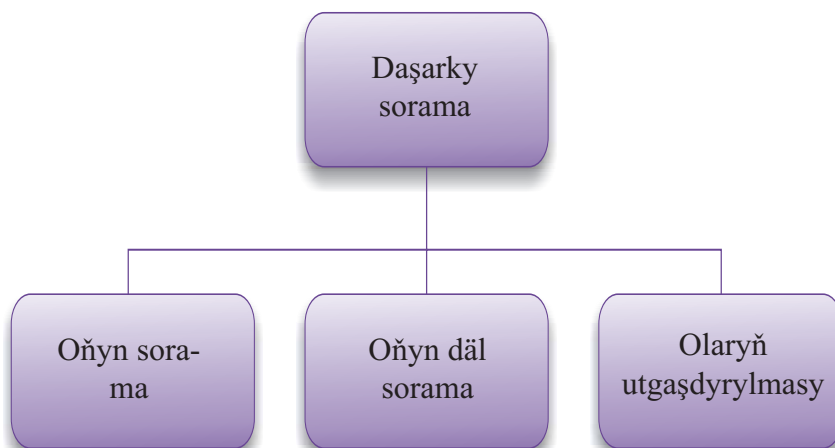 Daşarky
sorama
Oňyn sora-
ma
Oňyn däl
sorama
Olaryň
utgaşdyrylmasy